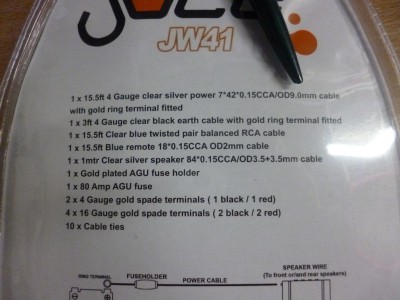 JW41
1 x 15.5ft 4 Gauge clear silver power 7*42*0.15CCA/OD9.0mm cable
with gold ring terminal fitted
1 x 3ft 4 Gauge clear black earth cable with gold ring terminal fitted
1 x 15.5ft Clear blue twisted pair balanced RCA cable
1 x 15.5ft Blue remote 18*0.15CCA OD2mm cable
1 x 1mtr Clear silver speaker 84*0.15CCA/OD3.5+3.5mm cable
1 x Gold plated AGU fuse holder
1 x 80 Amp AGU fuse
2 x 4 Gauge gold spade terminals ( 1 black / 1 red)
4 x 16 Gauge gold spade terminals ( 2 black / 2 red)
10 x Cable ties
RING TERMINAL
FUSEHOLDER
POWER CABLE
SPEAKER WIRE
(To front or/and rear speakers)